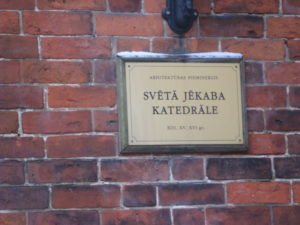 ARHITEKTŪRAS PIEMINEKLIS
SVĒTĀ JĒKABA
KATEDRĀLE
XIII, XV, XVI gs.